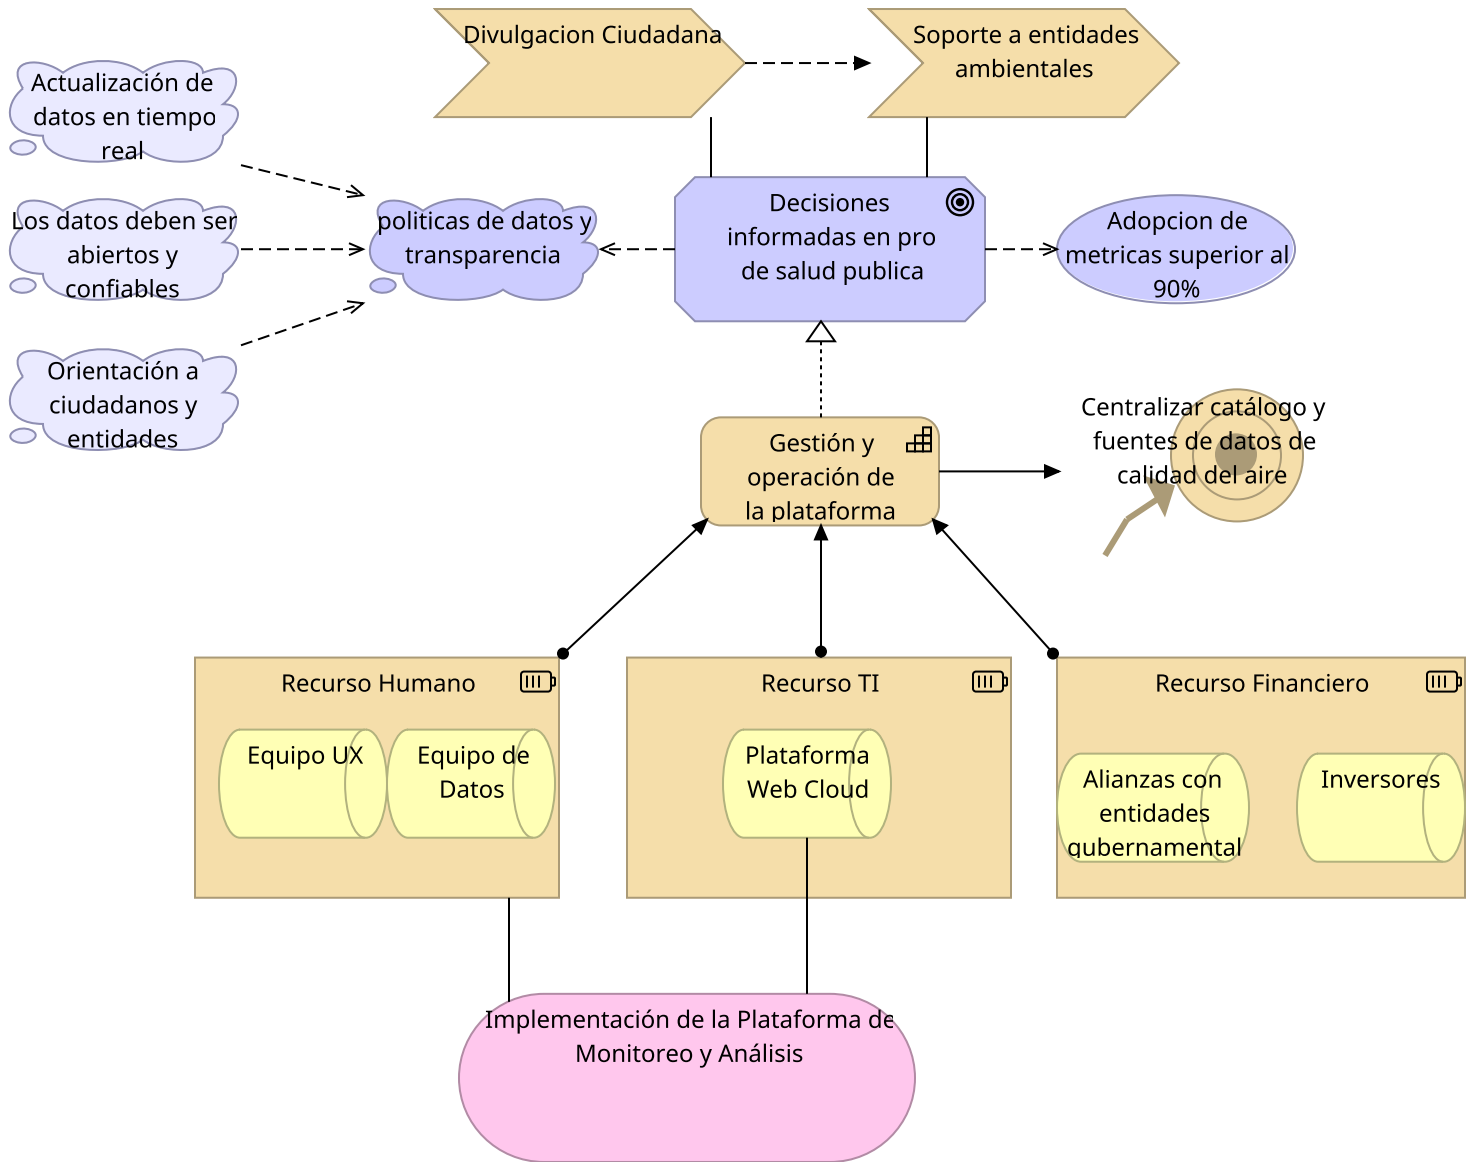 Divulgacion Ciudadana
Soporte a entidades
ambientales
Actualización de
datos en tiempo
real
Los datos deben ser
abiertos y
confiables
Orientación a
ciudadanos y
entidades
politicas de datos y
transparencia
Decisiones
informadas en pro
de salud publica
Adopcion de
metricas superior al
90%
Gestión y
operación de
la plataforma
Centralizar catálogo y
fuentes de datos de
calidad del aire
Recurso Humano
Equipo UX
Equipo de
Datos
Recurso TI
Plataforma
Web Cloud
Recurso Financiero
Alianzas con
entidades
gubernamental
Inversores
Implementación de la Plataforma de
Monitoreo y Análisis